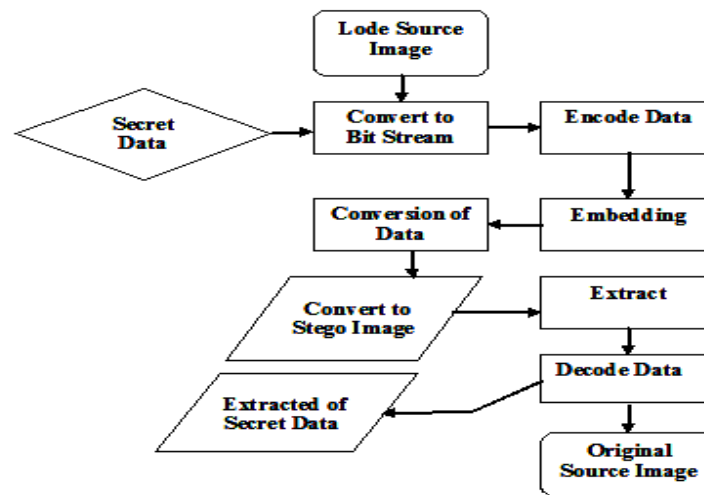 Lode Source
Image
Secret
Data
Convert to
Bit Stream
Encode Data
Conversion of
Data
Embedding
Convert to
Stego Image
Extract
Decode Data
Extracted of
Secret Data
Original
Source Image